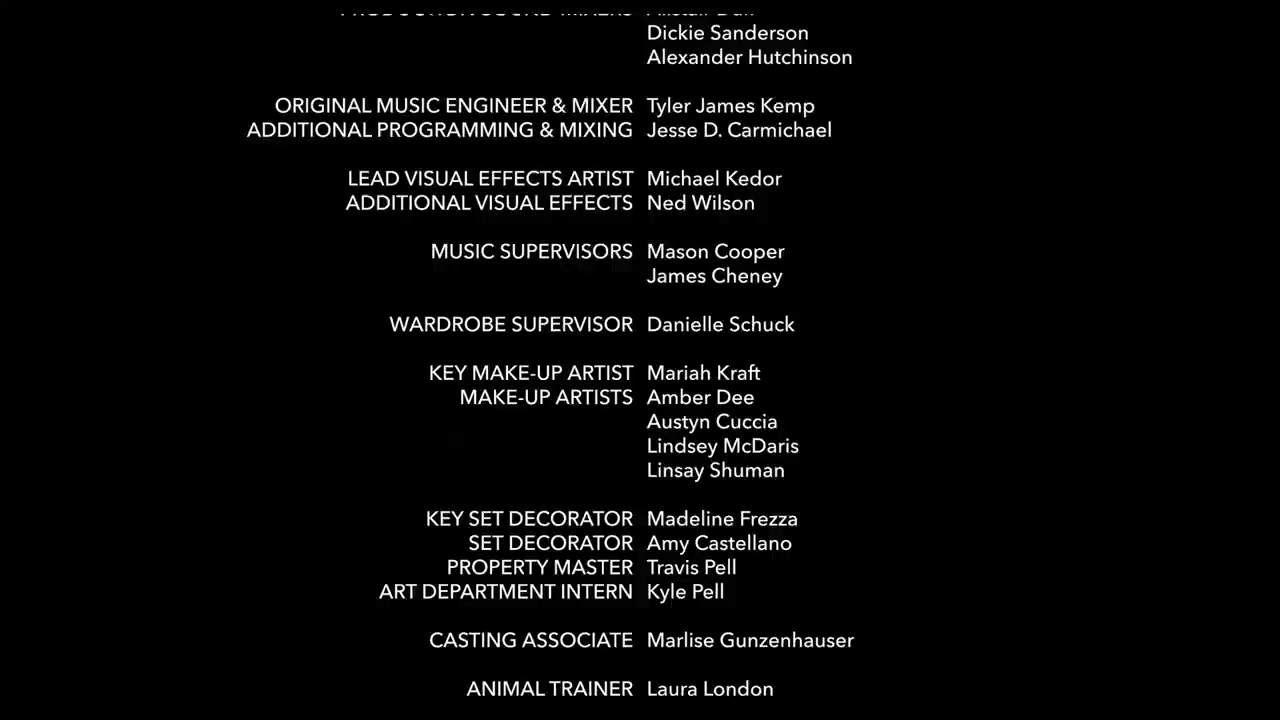 Dickie Sanderson
Alexander Hutchinson
ORIGINAL MUSIC ENGINEER & MIXER Tyler James Kemp
ADDITIONAL PROGRAMMING & MIXING Jesse D. Carmichael
LEAD VISUAL EFFECTS ARTIST Michael Kedor
ADDITIONAL VISUAL EFFECTS Ned Wilson
MUSIC SUPERVISORS Mason Cooper
James Cheney
WARDROBE SUPERVISOR Danielle Schuck
KEY MAKE-UP ARTIST Mariah Kraft
MAKE-UP ARTISTS Amber Dee
Austyn Cuccia
Lindsey McDaris
Linsay Shuman
KEY SET DECORATOR Madeline Frezza
SET DECORATOR Amy Castellano
PROPERTY MASTER Travis Pell
ART DEPARTMENT INTERN Kyle Pell
CASTING ASSOCIATE Marlise Gunzenhauser
ANIMAL TRAINER Laura London